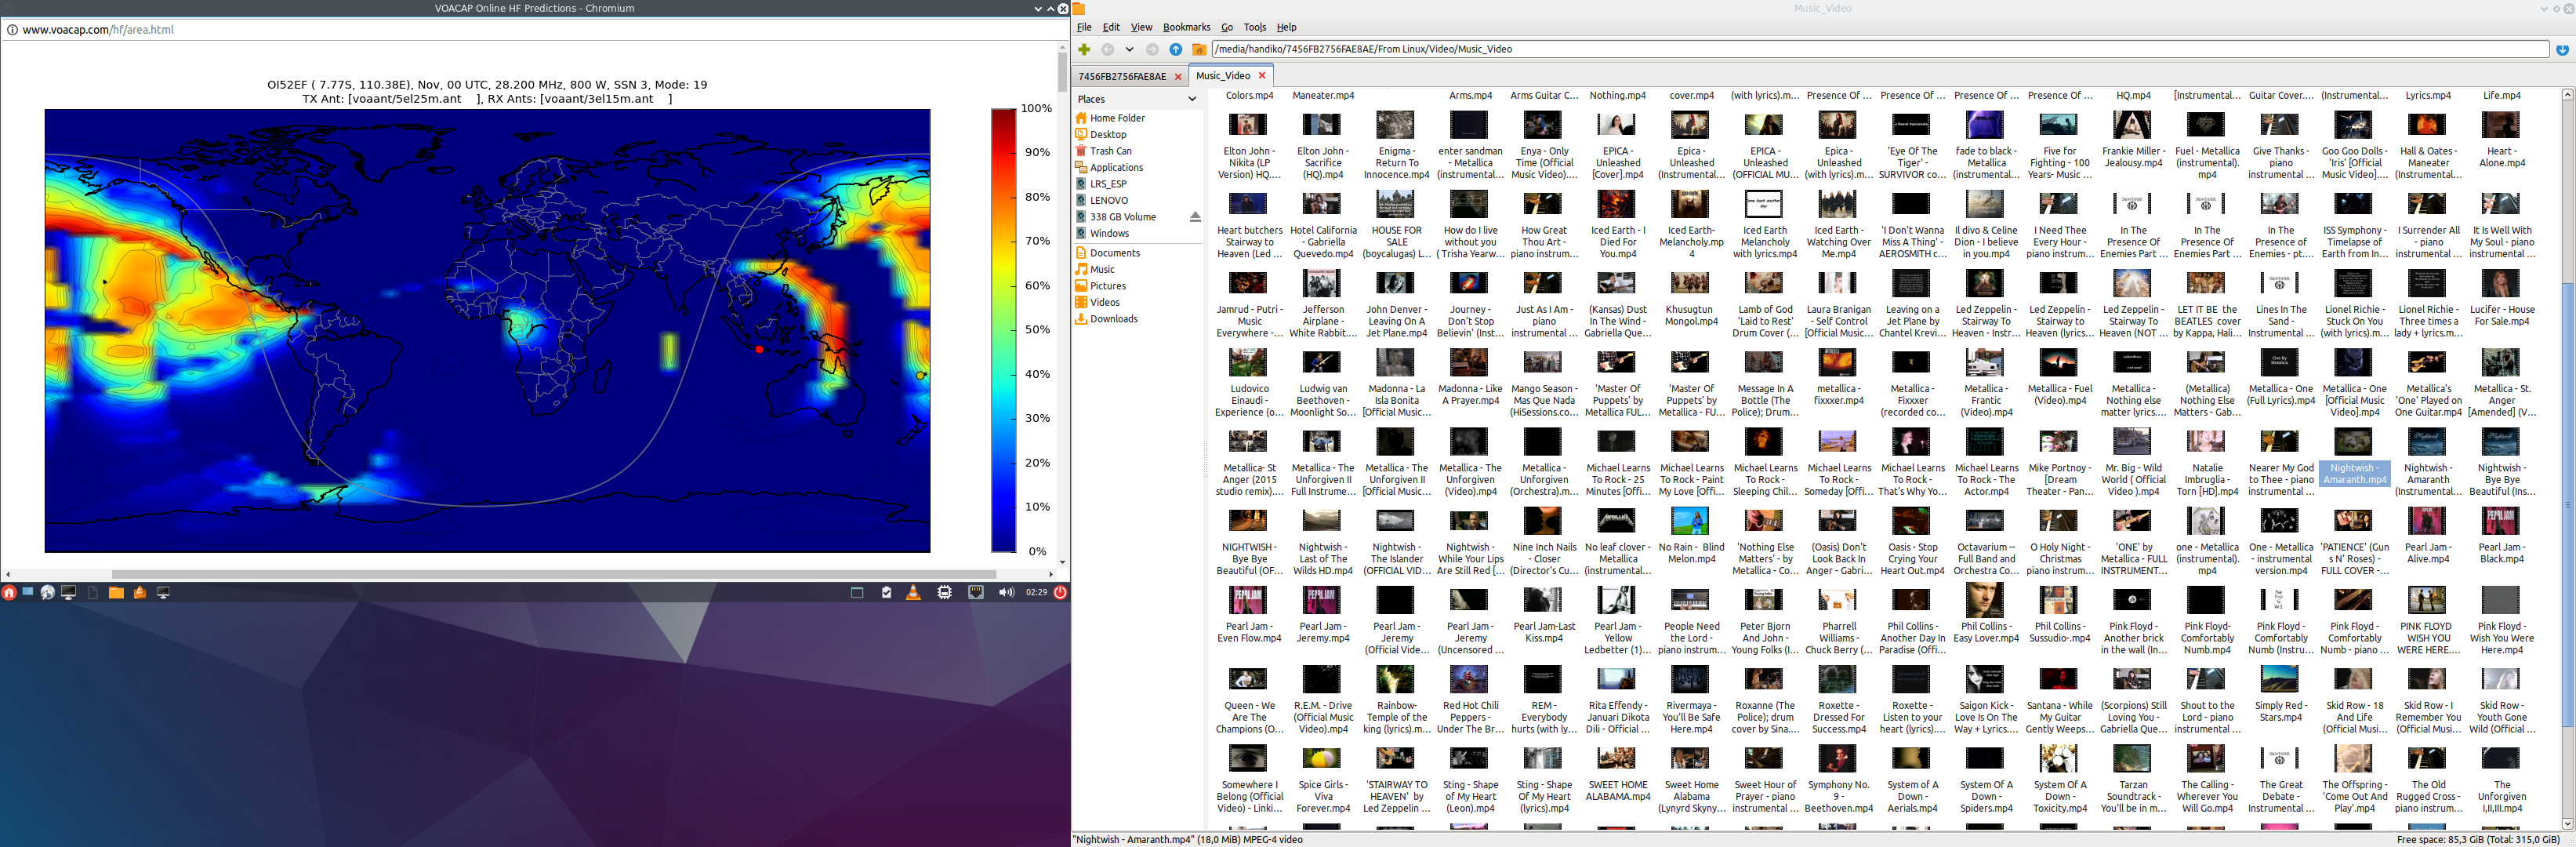 VOACAP Online HF Predictions - Chromium
www.voacap.com/hf/area.html
OI52EF ( 7.77S, 110.38E), Nov, 00 UTC, 28.200 MHz, 800 W, SSN 3, Mode: 19
TX Ant: [voaant/5el25m.ant ], RX Ants: [voaant/3el15m.ant ]
100%
90%
80%
70%
60%
50%
40%
30%
20%
10%
0%
02:29
Music_Video
File Edit View Bookmarks Go Tools Help
/media/handiko/7456FB2756FAE8AE/From Linux/Video/Music_Video
7456FB2756FAE8AE Music_Video
Places
Home Folder
Desktop
Trash Can
Applications
LRS_ESP
LENOVO
338 GB Volume
Windows
Documents
Music
Pictures
Videos
Downloads
Colors.mp4 Maneater.mp4 Arms.mp4 Arms Guitar C... Nothing.mp4 cover.mp4 (with lyrics).m... Presence Of ... Presence Of ... Presence Of ... Presence Of ... Presence Of ... HQ.mp4 [Instrumental... Guitar Cover.... (Instrumental... Lyrics.mp4 Life.mp4
Elton John - Elton John - Enigma - enter sandman Enya - Only EPICA - Epica - EPICA - Epica - 'Eye Of The fade to black - Five for Frankie Miller - Fuel - Metallica Give Thanks - Goo Goo Dolls - Hall & Oates - Heart -
Nikita (LP Sacrifice Return To - Metallica Time (Official Unleashed Unleashed Unleashed Unleashed Tiger' - Metallica Fighting - 100 Jealousy.mp4 (instrumental). piano 'Iris' [Official Maneater Alone.mp4
Version) HQ.... (HQ).mp4 Innocence.mp4 (instrumental... Music Video).... [Cover].mp4 (Instrumental... (OFFICIAL MU... (with lyrics).m... SURVIVOR co... (instrumental... Years- Music ... mp4 instrumental ... Music Video].... (Instrumental...
Heart butchers Hotel California HOUSE FOR How do I live How Great Iced Earth - I Iced Earth- Iced Earth Iced Earth - 'I Don't Wanna Il divo & Celine I Need Thee In The In The In The ISS Symphony - I Surrender All It Is Well With
Stairway to - Gabriella SALE without you Thou Art - Died For Melancholy.mp Melancholy Watching Over Miss A Thing' - Dion - I believe Every Hour - Presence Of Presence Of Presence of Timelapse of - piano My Soul - piano
Heaven (Led ... Quevedo.mp4 (boycalugas) L... ( Trisha Yearw... piano instrum... You.mp4 4 with lyrics.mp4 Me.mp4 AEROSMITH c... in you.mp4 piano instrum... Enemies Part ... Enemies Part ... Enemies - pt.... Earth from In... instrumental ... instrumental ...
Jamrud - Putri - Jefferson John Denver - Journey - Just As I Am - (Kansas) Dust Khusugtun Lamb of God Laura Branigan Leaving on a Led Zeppelin - Led Zeppelin - Led Zeppelin - LET IT BE the Lines In The Lionel Richie - Lionel Richie - Lucifer - House
Music Airplane - Leaving On A Don't Stop piano In The Wind - Mongol.mp4 'Laid to Rest' - Self Control Jet Plane by Stairway To Stairway to Stairway To BEATLES cover Sand - Stuck On You Three times a For Sale.mp4
Everywhere -... White Rabbit.... Jet Plane.mp4 Believin' (Inst... instrumental ... Gabriella Que... Drum Cover (... [Official Music... Chantel Krevi... Heaven - Instr... Heaven (lyrics... Heaven (NOT ... by Kappa, Hali... Instrumental ... (with lyrics).m... lady + lyrics.m...
Ludovico Ludwig van Madonna - La Madonna - Like Mango Season - 'Master Of 'Master Of Message In A metallica - Metallica - Metallica - Metallica - Fuel Metallica - (Metallica) Metallica - One Metallica - One Metallica's Metallica - St.
Einaudi - Beethoven - Isla Bonita A Prayer.mp4 Mas Que Nada Puppets' by Puppets' by Bottle (The fixxxer.mp4 Fixxxer Frantic (Video).mp4 Nothing else Nothing Else (Full Lyrics).mp4 [Official Music 'One' Played on Anger
Experience (o... Moonlight So... [Official Music... (HiSessions.co... Metallica FUL... Metallica - FU... Police); Drum... (recorded co... (Video).mp4 matter lyrics.... Matters - Gab... Video].mp4 One Guitar.mp4 [Amended] (V...
Metallica- St Metallica - The Metallica - The Metallica - The Metallica - Michael Learns Michael Learns Michael Learns Michael Learns Michael Learns Michael Learns Mike Portnoy - Mr. Big - Wild Natalie Nearer My God Nightwish - Nightwish - Nightwish -
Anger (2015 Unforgiven II Unforgiven II Unforgiven Unforgiven To Rock - 25 To Rock - Paint To Rock - To Rock - To Rock - To Rock - The [Dream World ( Official Imbruglia - to Thee - piano Amaranth.mp4 Amaranth Bye Bye
studio remix).... Full Instrume... [Official Music... (Video).mp4 (Orchestra).m... Minutes [Offi... My Love [Offi... Sleeping Chil... Someday [Offi... That's Why Yo... Actor.mp4 Theater - Pan... Video ).mp4 Torn [HD].mp4 instrumental ... (Instrumental... Beautiful (Ins...
NIGHTWISH - Nightwish - Nightwish - Nightwish - Nine Inch Nails No leaf clover - No Rain - Blind 'Nothing Else (Oasis) Don't Oasis - Stop Octavarium -- O Holy Night - 'ONE' by one - Metallica One - Metallica 'PATIENCE' (Gun Pearl Jam - Pearl Jam -
Bye Bye Last of The The Islander While Your Lips - Closer Metallica Melon.mp4 Matters' - by Look Back In Crying Your Full Band and Christmas Metallica - FULL (instrumental). - instrumental s N' Roses) - Alive.mp4 Black.mp4
Beautiful (OF... Wilds HD.mp4 (OFFICIAL VID... Are Still Red [... (Director's Cu... (instrumental... Metallica - Co... Anger - Gabri... Heart Out.mp4 Orchestra Co... piano instrum... INSTRUMENT... mp4 version.mp4 FULL COVER -...
Pearl Jam - Pearl Jam - Pearl Jam - Pearl Jam - Pearl Jam-Last Pearl Jam - People Need Peter Bjorn Pharrell Phil Collins - Phil Collins - Phil Collins - Pink Floyd - Pink Floyd- Pink Floyd - Pink Floyd - PINK FLOYD Pink Floyd -
Even Flow.mp4 Jeremy.mp4 Jeremy Jeremy Kiss.mp4 Yellow the Lord - And John - Williams - Another Day In Easy Lover.mp4 Sussudio-.mp4 Another brick Comfortably Comfortably Comfortably WISH YOU Wish You Were
(Official Vide... (Uncensored ... Ledbetter (1)... piano instrum... Young Folks (l... Chuck Berry (... Paradise (Offi... in the wall (In... Numb.mp4 Numb (Instru... Numb - piano ... WERE HERE.... Here.mp4
Queen - We R.E.M. - Drive Rainbow- Red Hot Chili REM - Rita Effendy - Rivermaya - Roxanne (The Roxette - Roxette - Saigon Kick - Santana - While (Scorpions) Still Shout to the Simply Red - Skid Row - 18 Skid Row - I Skid Row -
Are The (Official Music Temple of the Peppers - Everybody Januari Dikota You'll Be Safe Police); drum Dressed For Listen to your Love Is On The My Guitar Loving You - Lord - piano Stars.mp4 And Life Remember You Youth Gone
Champions (O... Video).mp4 king (lyrics).m... Under The Br... hurts (with ly... Dili - Official ... Here.mp4 cover by Sina.... Success.mp4 heart (lyrics).... Way + Lyrics.... Gently Weeps... Gabriella Que... instrumental ... (Official Musi... (Official Musi... Wild (Official ...
Somewhere I Spice Girls - 'STAIRWAY TO Sting - Shape Sting - Shape SWEET HOME Sweet Home Sweet Hour of Symphony No. System of A System Of A System Of A Tarzan The Calling - The Great The Offspring - The Old The
Belong (Official Viva HEAVEN' by of My Heart Of My Heart ALABAMA.mp4 Alabama Prayer - piano 9 - Down - Down - Down - Soundtrack - Wherever You Debate - 'Come Out And Rugged Cross - Unforgiven
Video) - Linki... Forever.mp4 Led Zeppelin ... (Leon).mp4 (lyrics).mp4 (Lynyrd Skyny... instrumental ... Beethoven.mp4 Aerials.mp4 Spiders.mp4 Toxicity.mp4 You'll be in m... Will Go.mp4 Instrumental ... Play'.mp4 piano instrum... I,II,III.mp4
"Nightwish - Amaranth.mp4" (18,0 MiB) MPEG-4 video
Free space: 85,3 GiB (Total: 315,0 GiB)